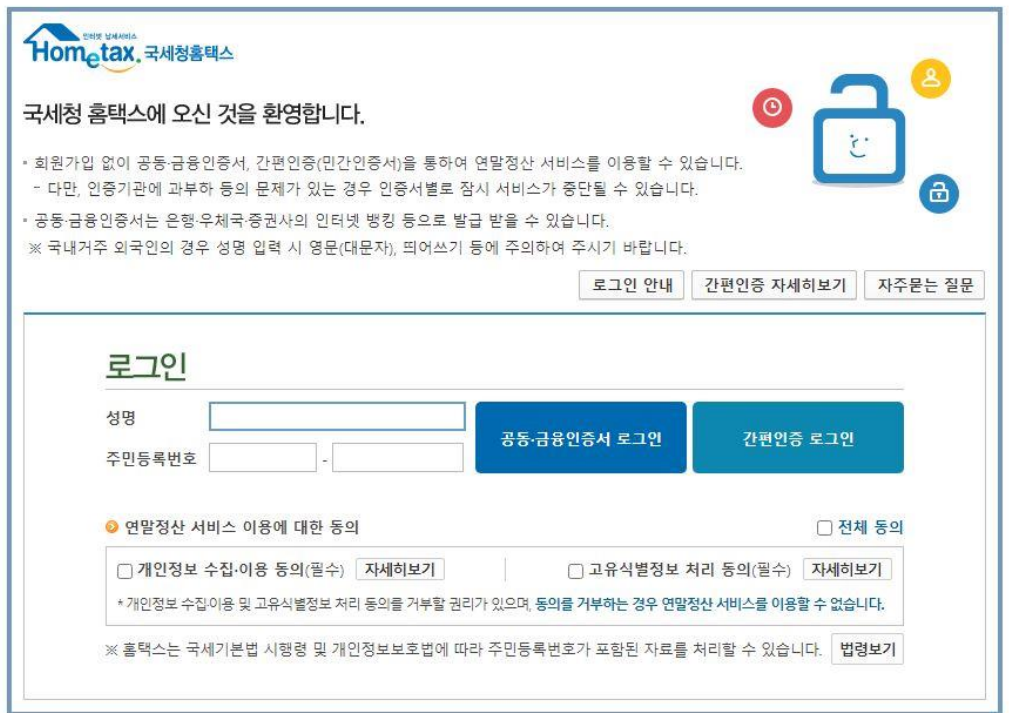 인터넷 납세서비스
Hometax. 국세청홈택스
국세청 홈택스에 오신 것을 환영합니다.
▪ 회원가입 없이 공동·금융인증서, 간편인증(민간인증서)을 통하여 연말정산 서비스를 이용할 수 있습니다.
- 다만, 인증기관에 과부하 등의 문제가 있는 경우 인증서별로 잠시 서비스가 중단될 수 있습니다.
▪ 공동·금융인증서는 은행·우체국·증권사의 인터넷 뱅킹 등으로 발급 받을 수 있습니다.
※ 국내거주 외국인의 경우 성명 입력 시 영문(대문자), 띄어쓰기 등에 주의하여 주시기 바랍니다.
로그인 안내 간편인증 자세히보기 자주묻는 질문
로그인
성명
공동·금융인증서 로그인 간편인증 로그인
주민등록번호 -
연말정산 서비스 이용에 대한 동의 전체 동의
개인정보 수집·이용 동의(필수) 자세히보기 고유식별정보 처리 동의(필수) 자세히보기
* 개인정보 수집·이용 및 고유식별정보 처리 동의를 거부할 권리가 있으며, 동의를 거부하는 경우 연말정산 서비스를 이용할 수 없습니다.
※ 홈택스는 국세기본법 시행령 및 개인정보보호법에 따라 주민등록번호가 포함된 자료를 처리할 수 있습니다. 법령보기